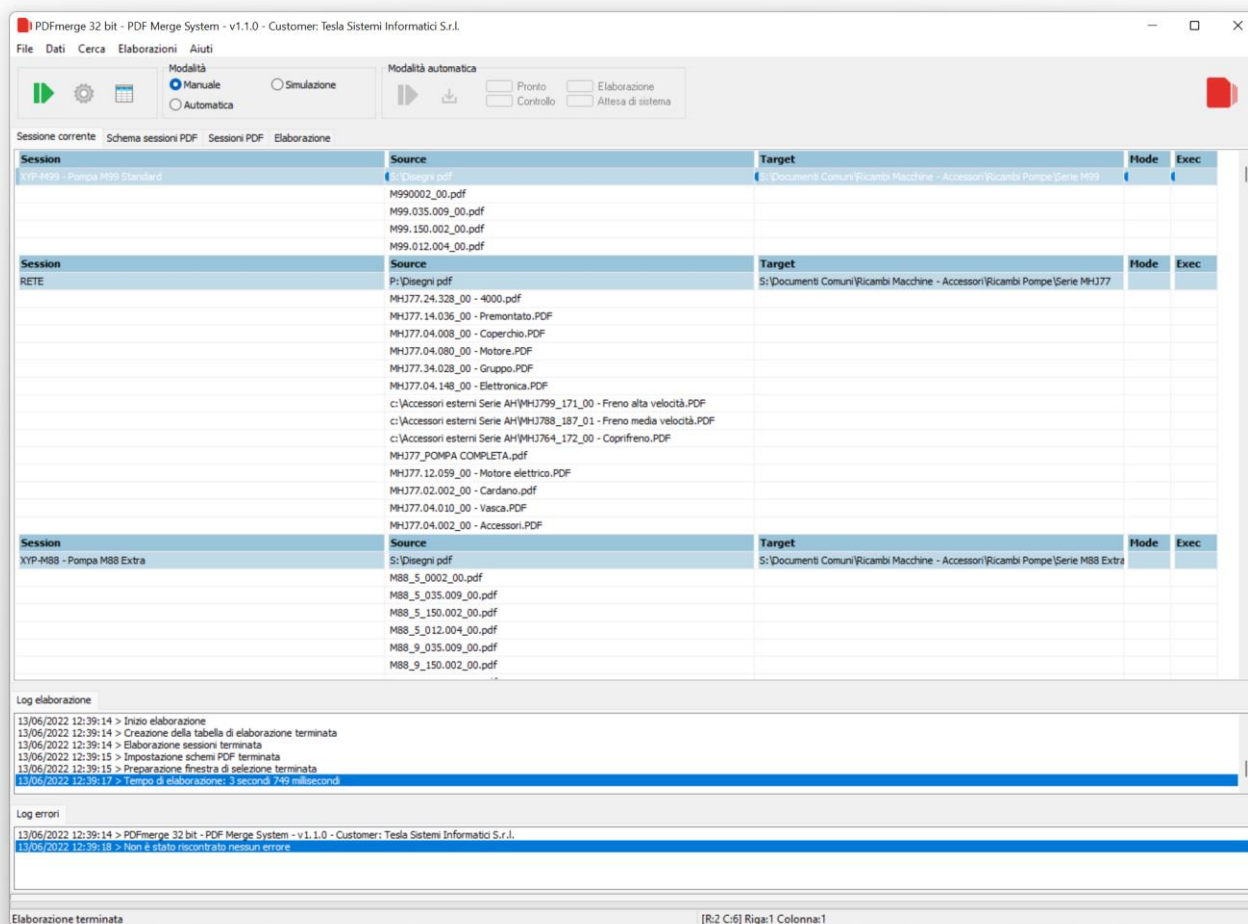 PDFmerge 32 bit - PDF Merge System - v1.1.0 - Customer: Tesla Sistemi Informatici S.r.l.
File Dati Cerca Elaborazioni Aiuti
Modalità
Manuale Simulazione
Automatica
Modalità automatica
Pronto Elaborazione
Controllo Attesa di sistema
Sessione corrente Schema sessioni PDF Sessioni PDF Elaborazione
Session Source Target Mode Exec
XYP-M99 - Pompa M99 Standard S:\Disegni pdf S:\Documenti Comuni\Ricambi Macchine - Accessori\Ricambi Pompe\Serie M99
M990002_00.pdf
M99.035.009_00.pdf
M99.150.002_00.pdf
M99.012.004_00.pdf
Session Source Target Mode Exec
RETE P:\Disegni pdf S:\Documenti Comuni\Ricambi Macchine - Accessori\Ricambi Pompe\Serie MHJ77
MHJ77.24.328_00 - 4000.pdf
MHJ77.14.036_00 - Premontato.PDF
MHJ77.04.008_00 - Coperchio.PDF
MHJ77.04.080_00 - Motore.PDF
MHJ77.34.028_00 - Gruppo.PDF
MHJ77.04.148_00 - Elettronica.PDF
c:\Accessori esterni Serie AH\MHJ799_171_00 - Freno alta velocità.PDF
c:\Accessori esterni Serie AH\MHJ788_187_01 - Freno media velocità.PDF
c:\Accessori esterni Serie AH\MHJ764_172_00 - Coprifreno.PDF
MHJ77_POMPA COMPLETA.pdf
MHJ77.12.059_00 - Motore elettrico.PDF
MHJ77.02.002_00 - Cardano.pdf
MHJ77.04.010_00 - Vasca.PDF
MHJ77.04.002_00 - Accessori.PDF
Session Source Target Mode Exec
XYP-M88 - Pompa M88 Extra S:\Disegni pdf S:\Documenti Comuni\Ricambi Macchine - Accessori\Ricambi Pompe\Serie M88 Extra
M88_5_0002_00.pdf
M88_5_035.009_00.pdf
M88_5_150.002_00.pdf
M88_5_012.004_00.pdf
M88_9_035.009_00.pdf
M88_9_150.002_00.pdf
Log elaborazione
13/06/2022 12:39:14 > Inizio elaborazione
13/06/2022 12:39:14 > Creazione della tabella di elaborazione terminata
13/06/2022 12:39:14 > Elaborazione sessioni terminata
13/06/2022 12:39:15 > Impostazione schemi PDF terminata
13/06/2022 12:39:15 > Preparazione finestra di selezione terminata
13/06/2022 12:39:17 > Tempo di elaborazione: 3 secondi 749 millisecondi
Log errori
13/06/2022 12:39:14 > PDFmerge 32 bit - PDF Merge System - v1.1.0 - Customer: Tesla Sistemi Informatici S.r.l.
13/06/2022 12:39:18 > Non è stato riscontrato nessun errore
Elaborazione terminata [R:2 C:6] Riga:1 Colonna:1